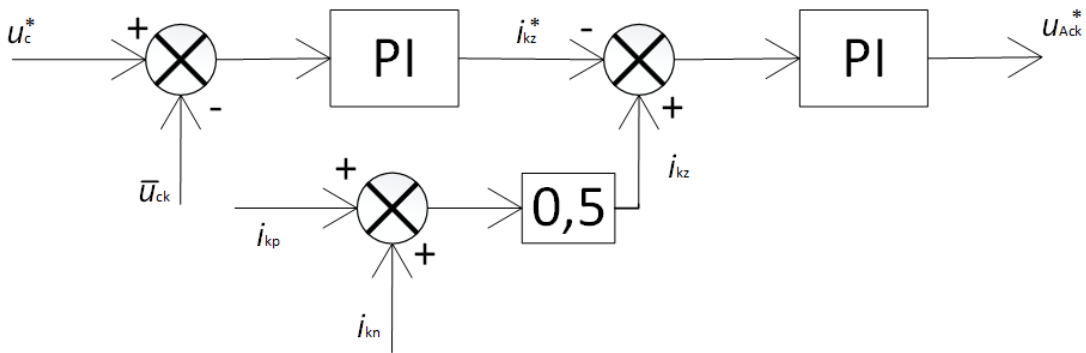 u*c + - PI i*kz - + PI u*Ack
ūck
ikp + + 0,5 ikz
ikn